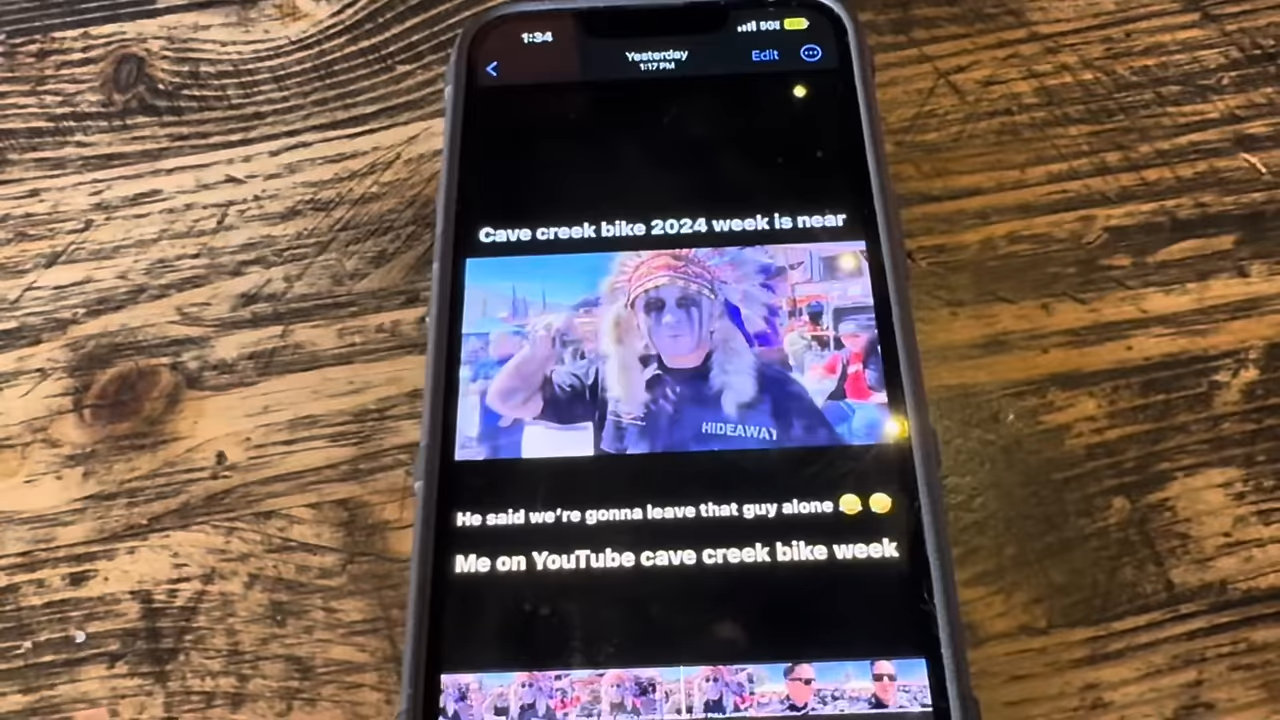 1:34
5G
Yesterday
Edit
1:17 PM
Cave creek bike 2024 week is near
HIDEAWAY
He said we're gonna leave that guy alone
Me on YouTube cave creek bike week